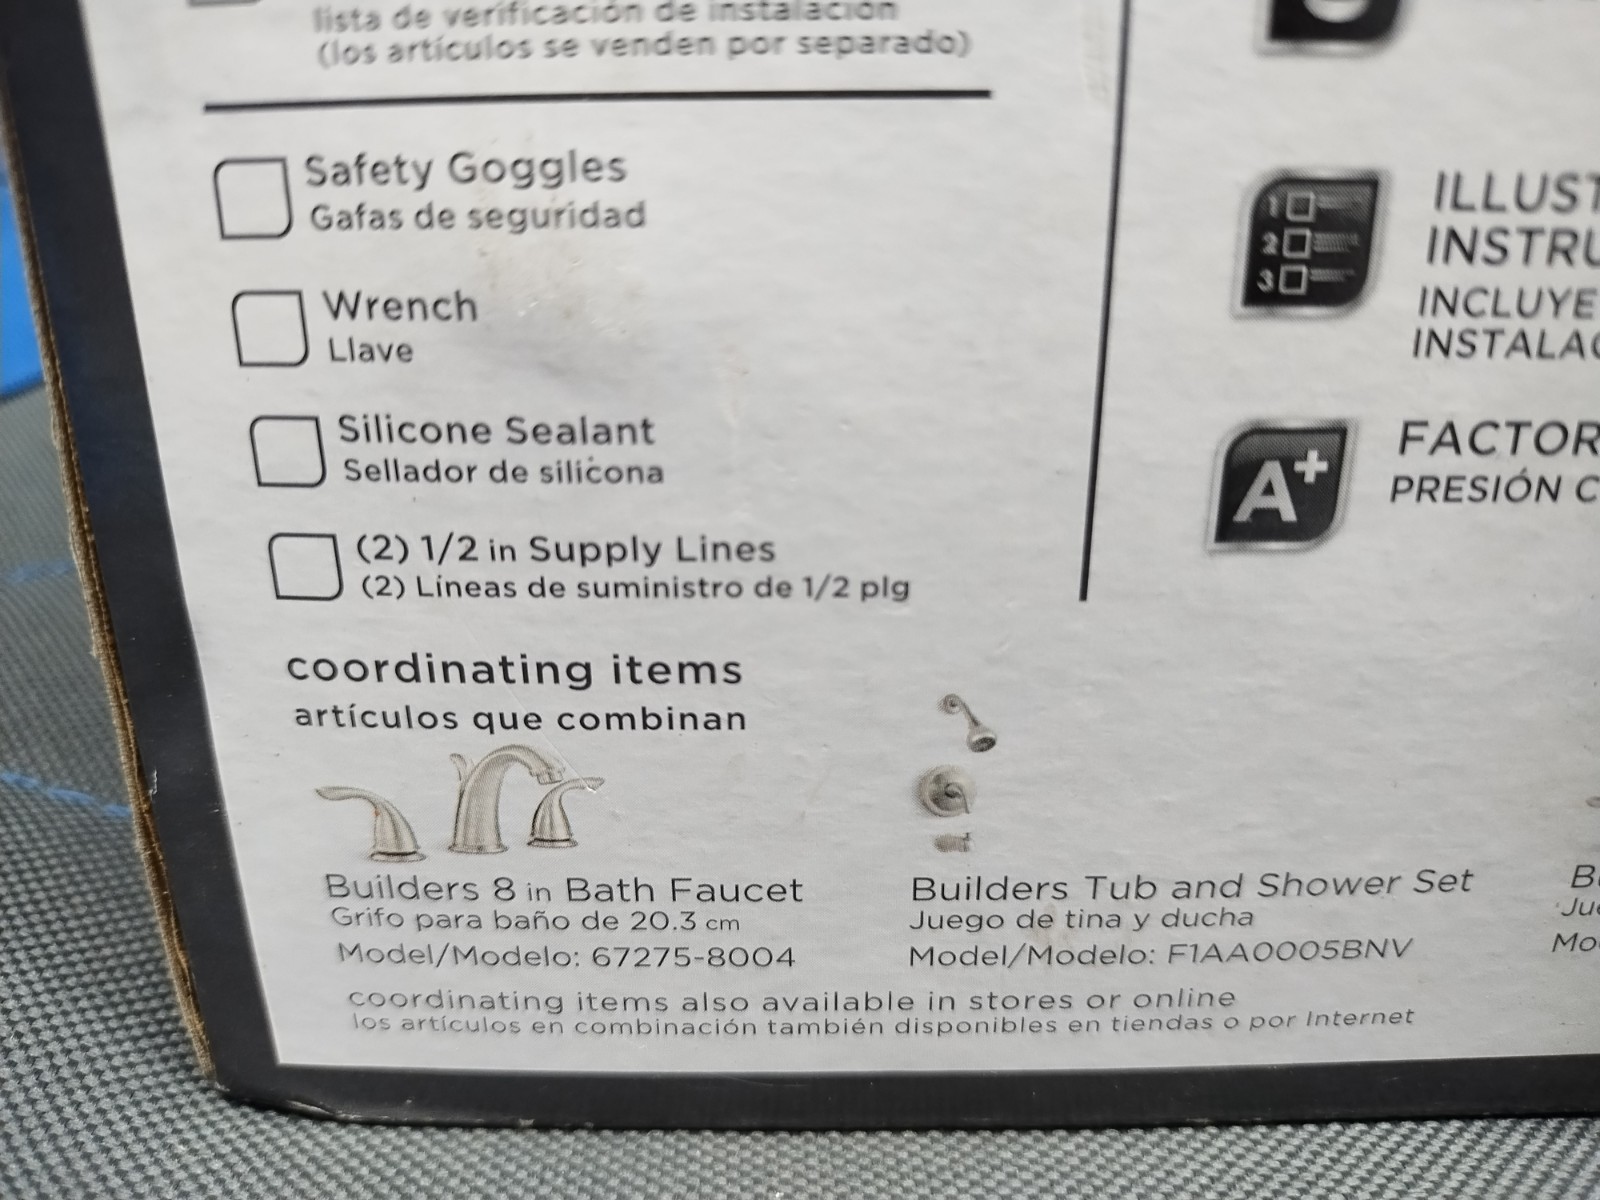 lista de verificación de instalación
(los artículos se venden por separado)
Safety Goggles
Gafas de seguridad
Wrench
Llave
Silicone Sealant
Sellador de silicona
(2) 1/2 in Supply Lines
(2) Líneas de suministro de 1/2 plg
coordinating items
artículos que combinan
Builders 8 in Bath Faucet
Grifo para baño de 20.3 cm
Model/Modelo: 67275-8004
Builders Tub and Shower Set
Juego de tina y ducha
Model/Modelo: F1AA0005BNV
coordinating items also available in stores or online
los artículos en combinación también disponibles en tiendas o por Internet
1
2
3
INCLUYE
A+